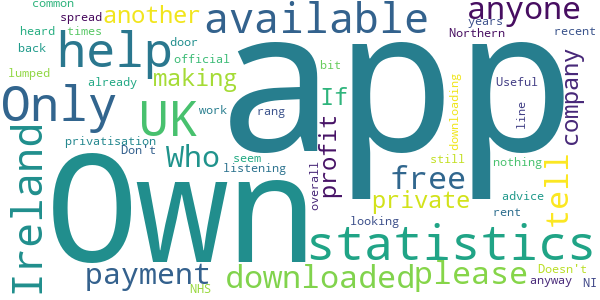 common
spread another available anyone
heard times years
back help door Northern recent
official
lumped already making app Useful
bit
Only UK If company
work rang downloading line
privatisation Don't
Who seem profit still nothing
listening
Ireland Own free tell
overall private advice
looking rent
statistics
payment downloaded please Doesn't
NHS anyway NI